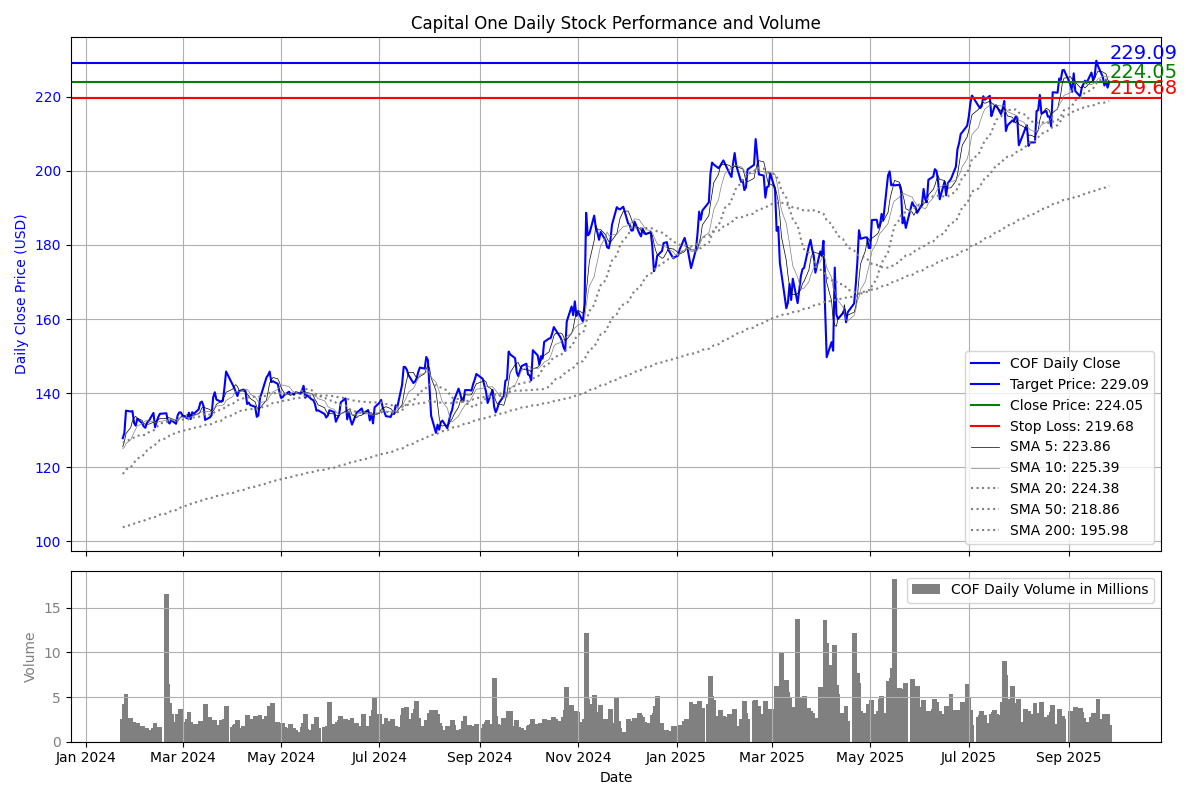 Capital One Daily Stock Performance and Volume
229.09
224.05
219.68
Daily Close Price (USD)
220
200
180
160
140
120
100
COF Daily Close
Target Price: 229.09
Close Price: 224.05
Stop Loss: 219.68
SMA 5: 223.86
SMA 10: 225.39
SMA 20: 224.38
SMA 50: 218.86
SMA 200: 195.98
COF Daily Volume in Millions
Volume
15
10
5
0
Jan 2024 Mar 2024 May 2024 Jul 2024 Sep 2024 Nov 2024 Jan 2025 Mar 2025 May 2025 Jul 2025 Sep 2025
Date